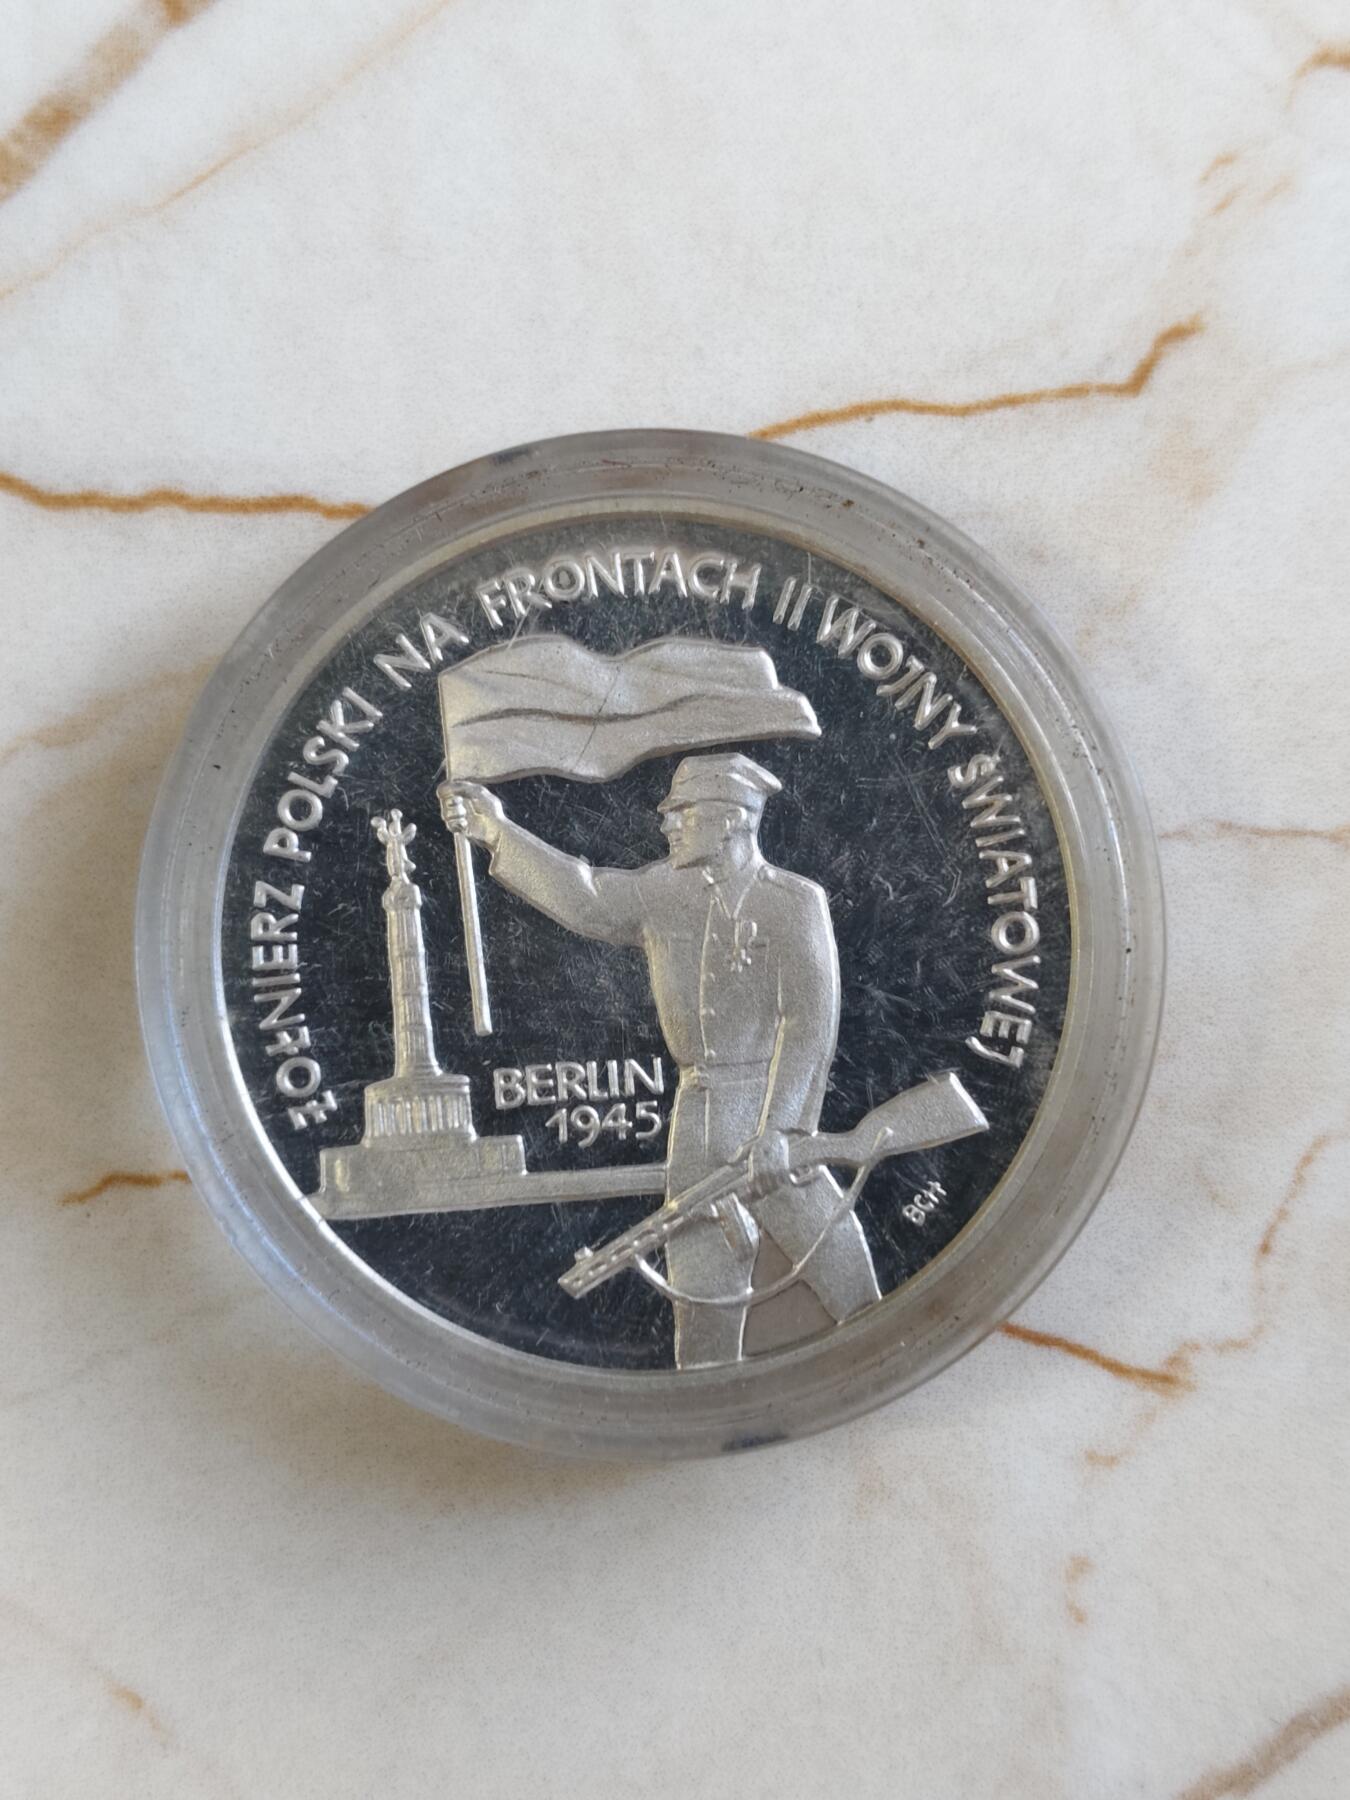 ŻOŁNIERZ POLSKI NA FRONTACH II WOJNY ŚWIATOWEJ
BERLIN
1945
BCH